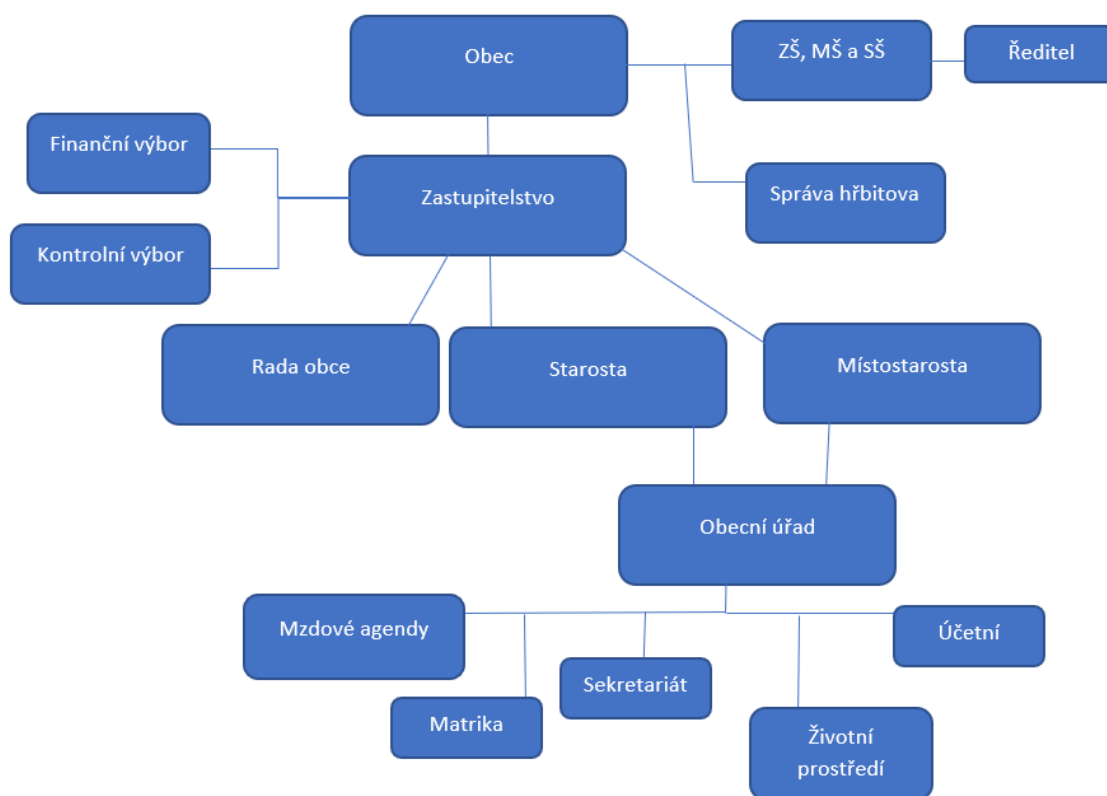 Obec
ZŠ, MŠ a SŠ
Ředitel
Finanční výbor
Zastupitelstvo
Správa hřbitova
Kontrolní výbor
Rada obce
Starosta
Místostarosta
Obecní úřad
Mzdové agendy
Účetní
Sekretariát
Matrika
Životní
prostředí